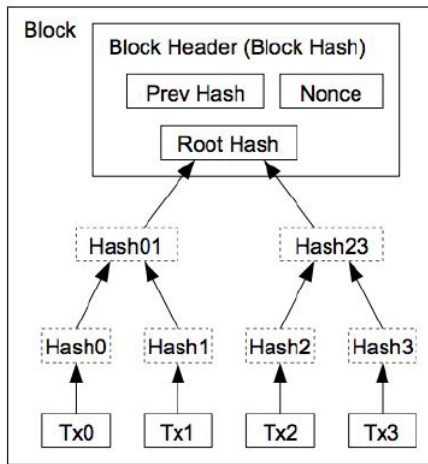 Block
Block Header (Block Hash)
Prev Hash
Nonce
Root Hash
Hash01
Hash23
Hash0
Hash1
Hash2
Hash3
Tx0
Tx1
Tx2
Tx3